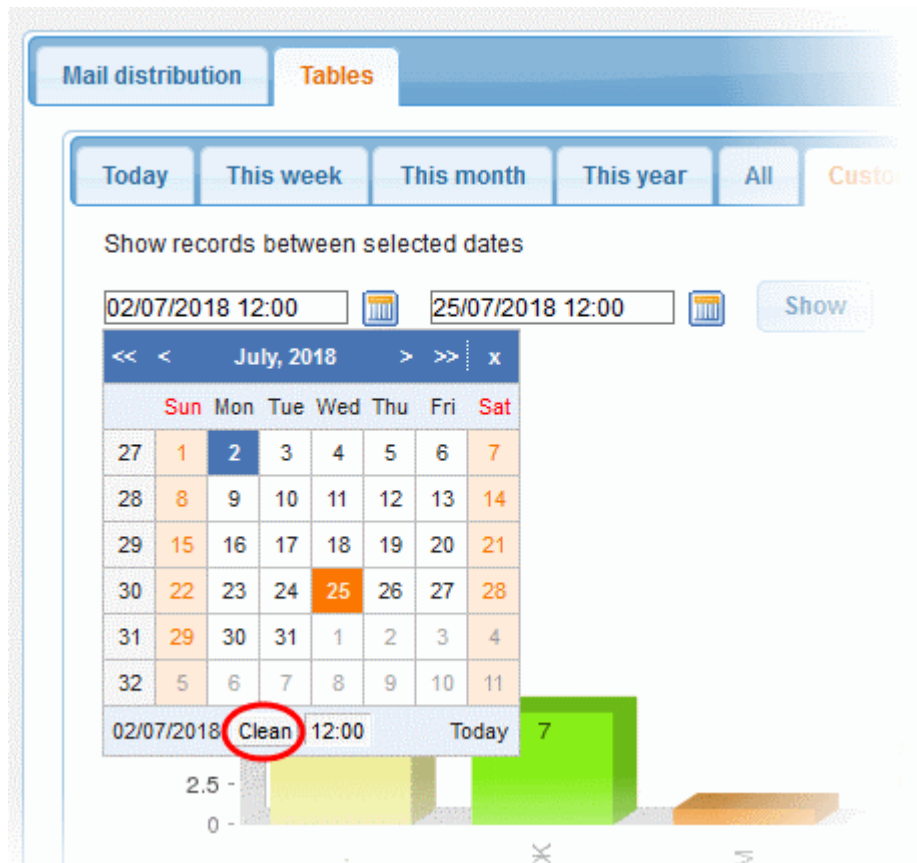 Mail distribution Tables
Today This week This month This year All
Show records between selected dates
02/07/2018 12:00 25/07/2018 12:00 Show
<< < July, 2018 > >> x
Sun Mon Tue Wed Thu Fri Sat
27 1 2 3 4 5 6 7
28 8 9 10 11 12 13 14
29 15 16 17 18 19 20 21
30 22 23 24 25 26 27 28
31 29 30 31 1 2 3 4
32 5 6 7 8 9 10 11
02/07/2018 Clean 12:00 Today 7
2.5
0